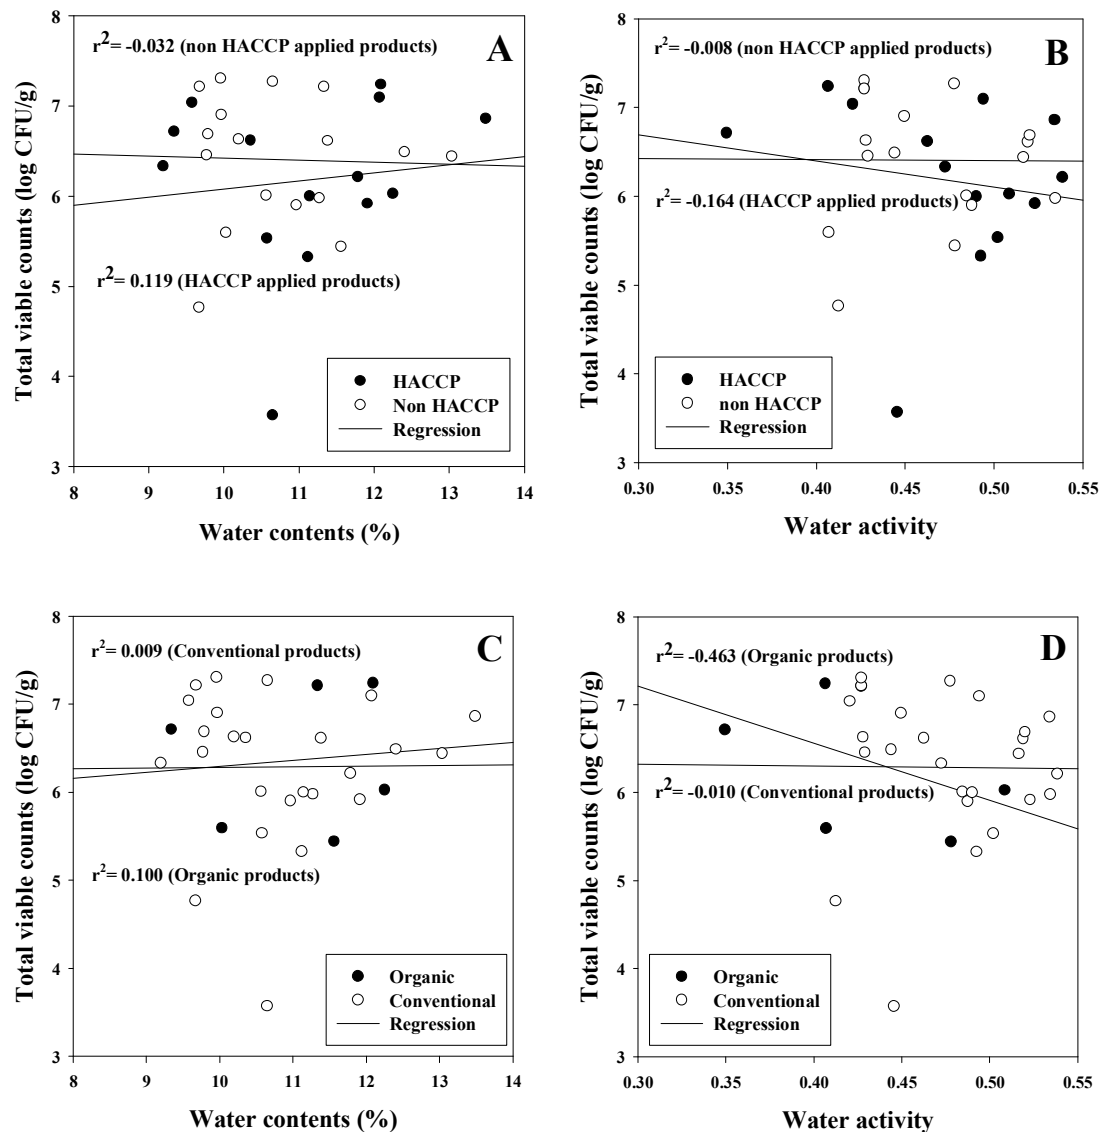 A
r²= -0.032 (non HACCP applied products)
r²= 0.119 (HACCP applied products)
HACCP
Non HACCP
Regression
Total viable counts (log CFU/g)
8
7
6
5
4
3
8 9 10 11 12 13 14
Water contents (%)
B
r²= -0.008 (non HACCP applied products)
r²= -0.164 (HACCP applied products)
HACCP
non HACCP
Regression
Total viable counts (log CFU/g)
8
7
6
5
4
3
0.30 0.40 0.45 0.50 0.55
Water activity
C
r²= 0.009 (Conventional products)
r²= 0.100 (Organic products)
Organic
Conventional
Regression
Total viable counts (log CFU/g)
8
7
6
5
4
3
8 9 10 11 12 13 14
Water contents (%)
D
r²= -0.463 (Organic products)
r²= -0.010 (Conventional products)
Organic
Conventional
Regression
Total viable counts (log CFU/g)
8
7
6
5
4
3
0.30 0.40 0.45 0.50 0.55
Water activity